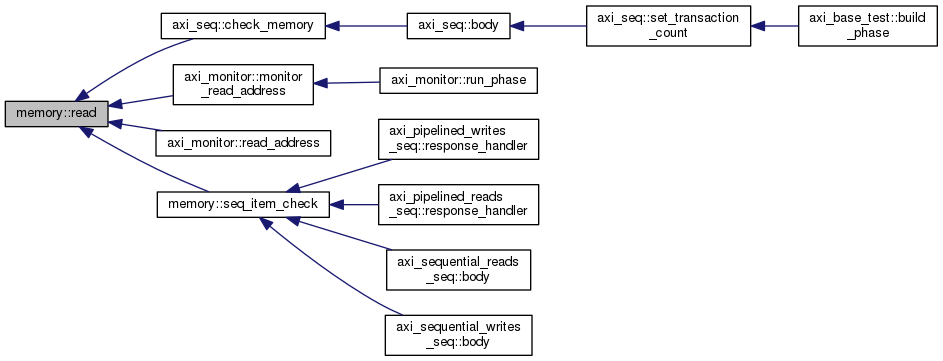 memory::read
axi_seq::check_memory
axi_seq::body
axi_seq::set_transaction
_count
axi_base_test::build
_phase
axi_monitor::monitor
_read_address
axi_monitor::run_phase
axi_monitor::read_address
memory::seq_item_check
axi_pipelined_writes
_seq::response_handler
axi_pipelined_reads
_seq::response_handler
axi_sequential_reads
_seq::body
axi_sequential_writes
_seq::body